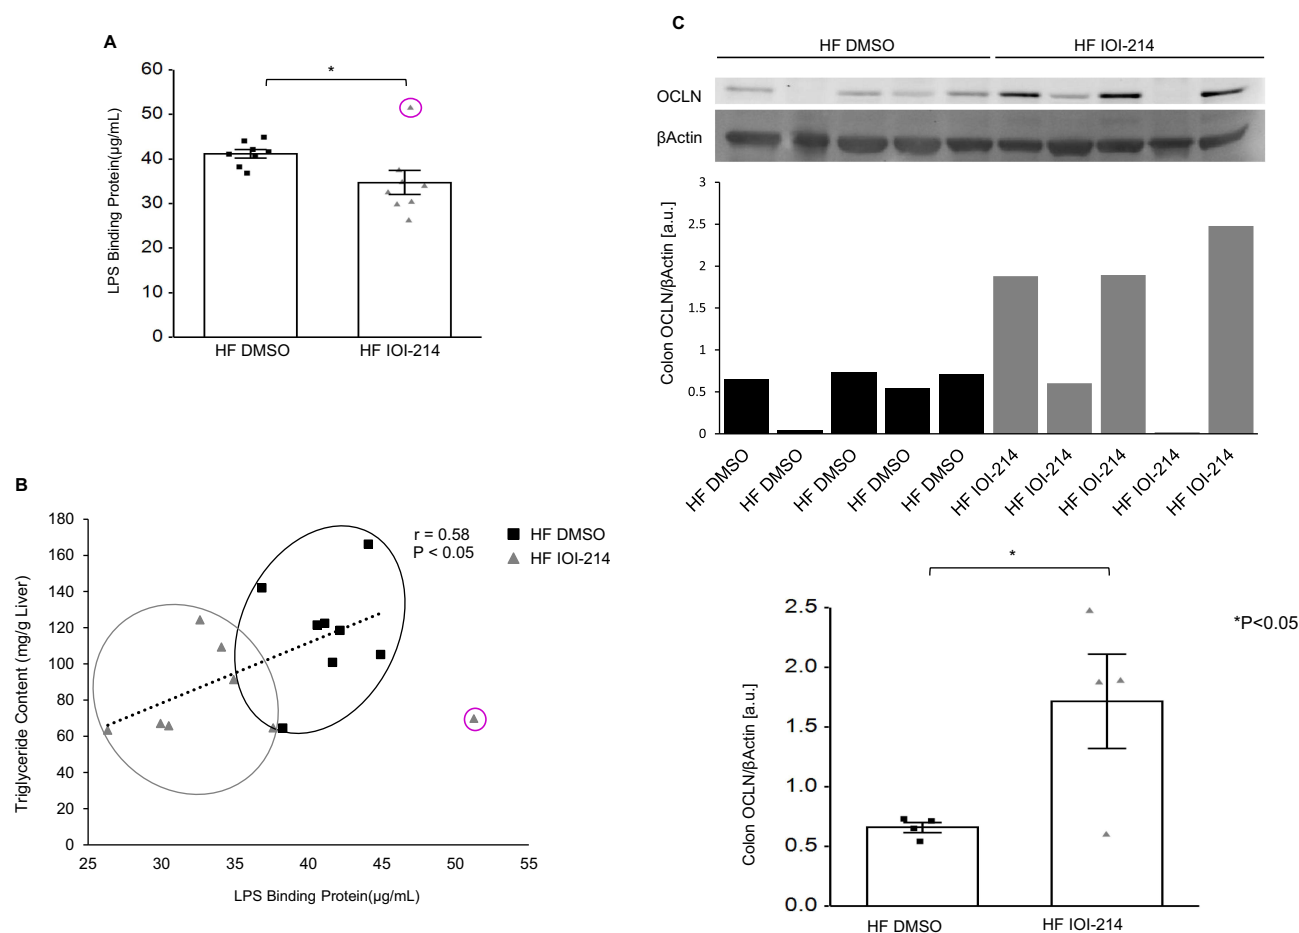 A
*
60
50
40
30
20
10
0
LPS Binding Protein(µg/mL)
HF DMSO
HF IOI-214
B
180
160
140
120
100
80
60
40
20
0
Triglyceride Content (mg/g Liver)
r = 0.58
P < 0.05
HF DMSO
HF IOI-214
25
30
35
40
45
50
55
LPS Binding Protein(µg/mL)
C
HF DMSO
HF IOI-214
OCLN
βActin
3
2.5
2
1.5
1
0.5
0
Colon OCLN/βActin [a.u.]
HF DMSO
HF DMSO
HF DMSO
HF DMSO
HF DMSO
HF IOI-214
HF IOI-214
HF IOI-214
HF IOI-214
HF IOI-214
*
*P<0.05
2.5
2.0
1.5
1.0
0.5
0.0
Colon OCLN/βActin [a.u.]
HF DMSO
HF IOI-214